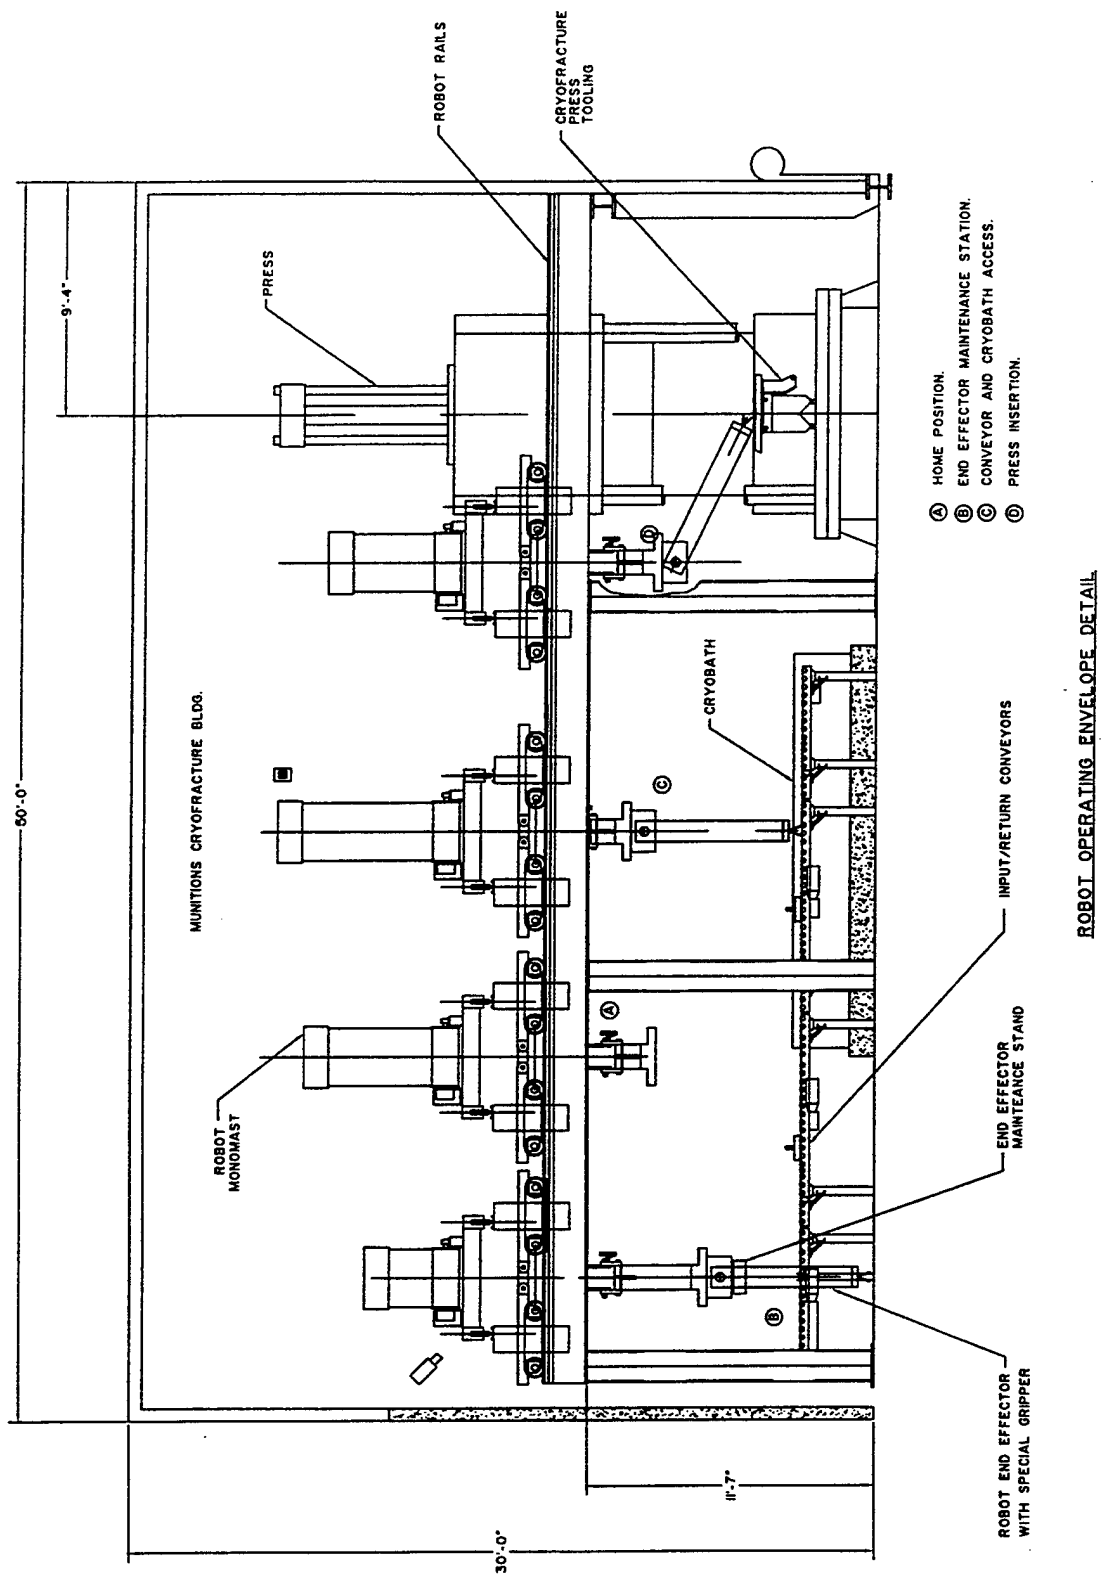 50'-0"
9'-4"
MUNITIONS CRYOFRACTURE BLDG.
ROBOT
MONOMAST
PRESS
ROBOT RAILS
CRYOFRACTURE
PRESS
TOOLING
30'-0"
11'-7"
A
B
C
D
CRYOBATH
A HOME POSITION.
B END EFFECTOR MAINTENANCE STATION.
C CONVEYOR AND CRYOBATH ACCESS.
D PRESS INSERTION.
INPUT/RETURN CONVEYORS
END EFFECTOR
MAINTEANCE STAND
ROBOT END EFFECTOR
WITH SPECIAL GRIPPER
ROBOT OPERATING ENVELOPE DETAIL